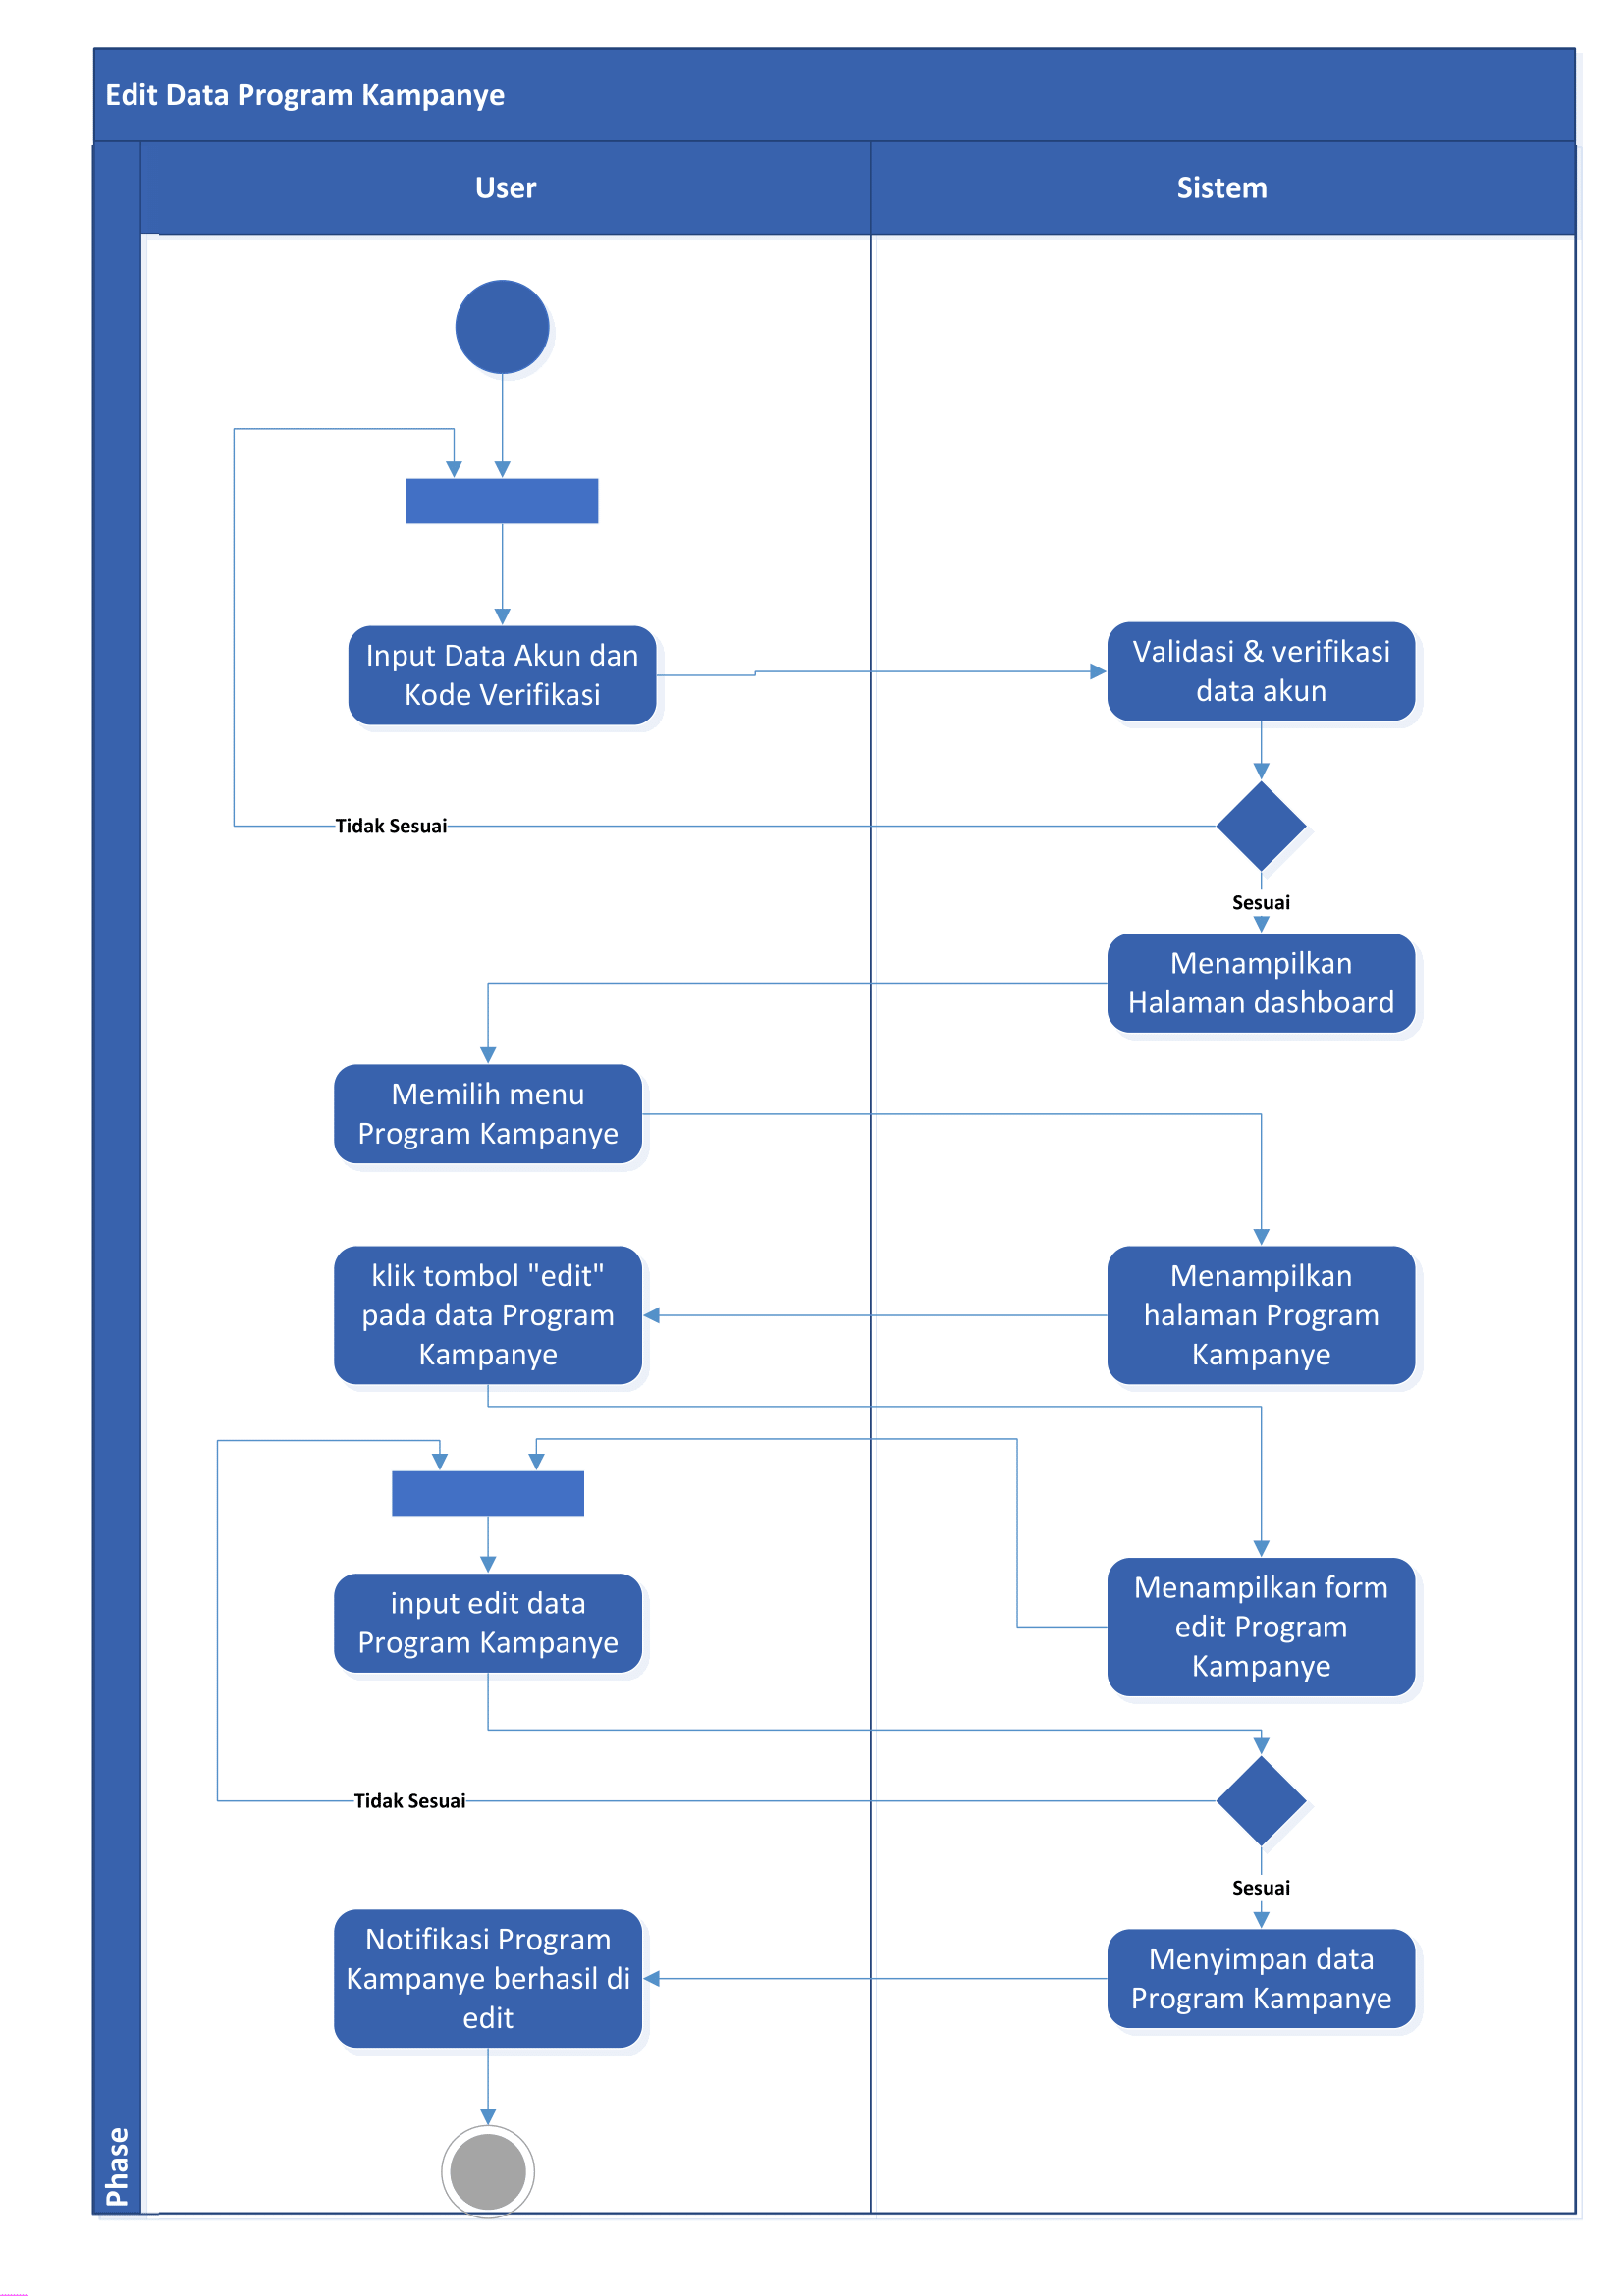 Edit Data Program Kampanye
User
Sistem
Input Data Akun dan
Kode Verifikasi
Validasi & verifikasi
data akun
Tidak Sesuai
Sesuai
Menampilkan
Halaman dashboard
Memilih menu
Program Kampanye
klik tombol "edit"
pada data Program
Kampanye
Menampilkan
halaman Program
Kampanye
input edit data
Program Kampanye
Menampilkan form
edit Program
Kampanye
Tidak Sesuai
Sesuai
Notifikasi Program
Kampanye berhasil di
edit
Menyimpan data
Program Kampanye
Phase